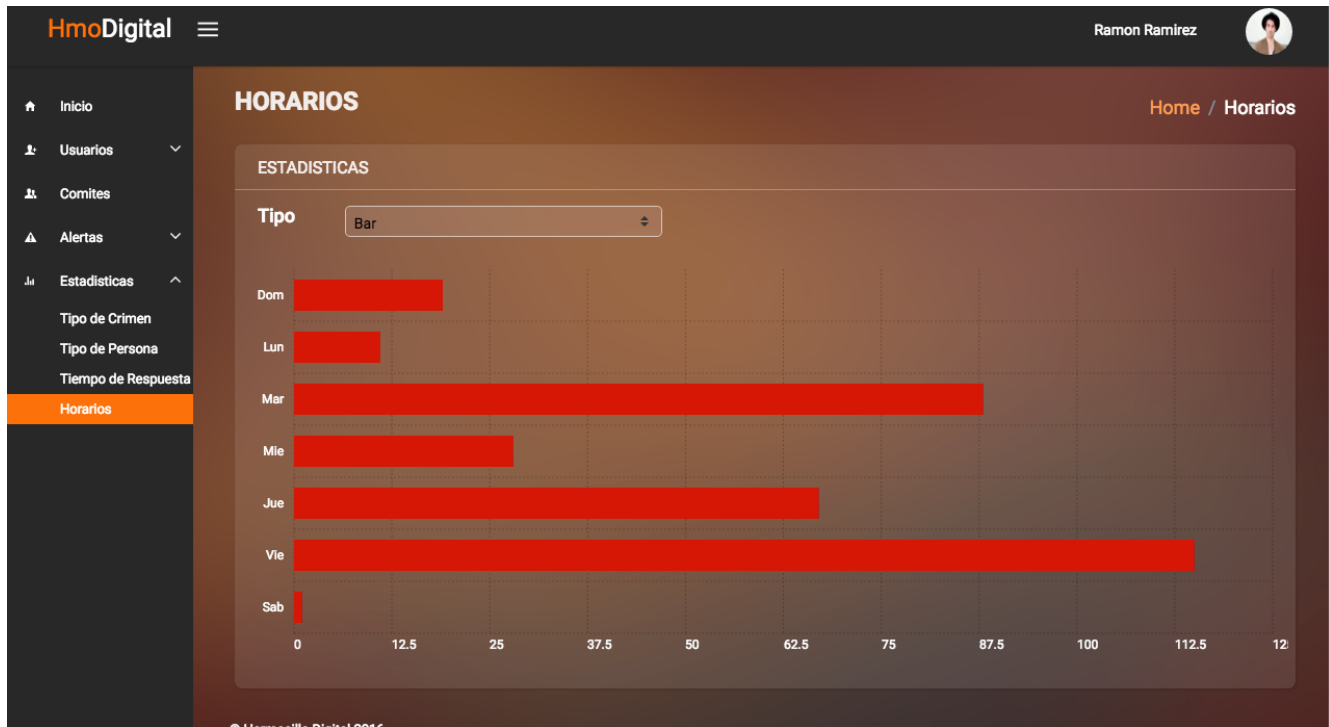 HmoDigital
Ramon Ramirez
Inicio
Usuarios
Comites
Alertas
Estadisticas
Tipo de Crimen
Tipo de Persona
Tiempo de Respuesta
Horarios
HORARIOS
Home / Horarios
ESTADISTICAS
Tipo
Bar
Dom
Lun
Mar
Mie
Jue
Vie
Sab
0 12.5 25 37.5 50 62.5 75 87.5 100 112.5